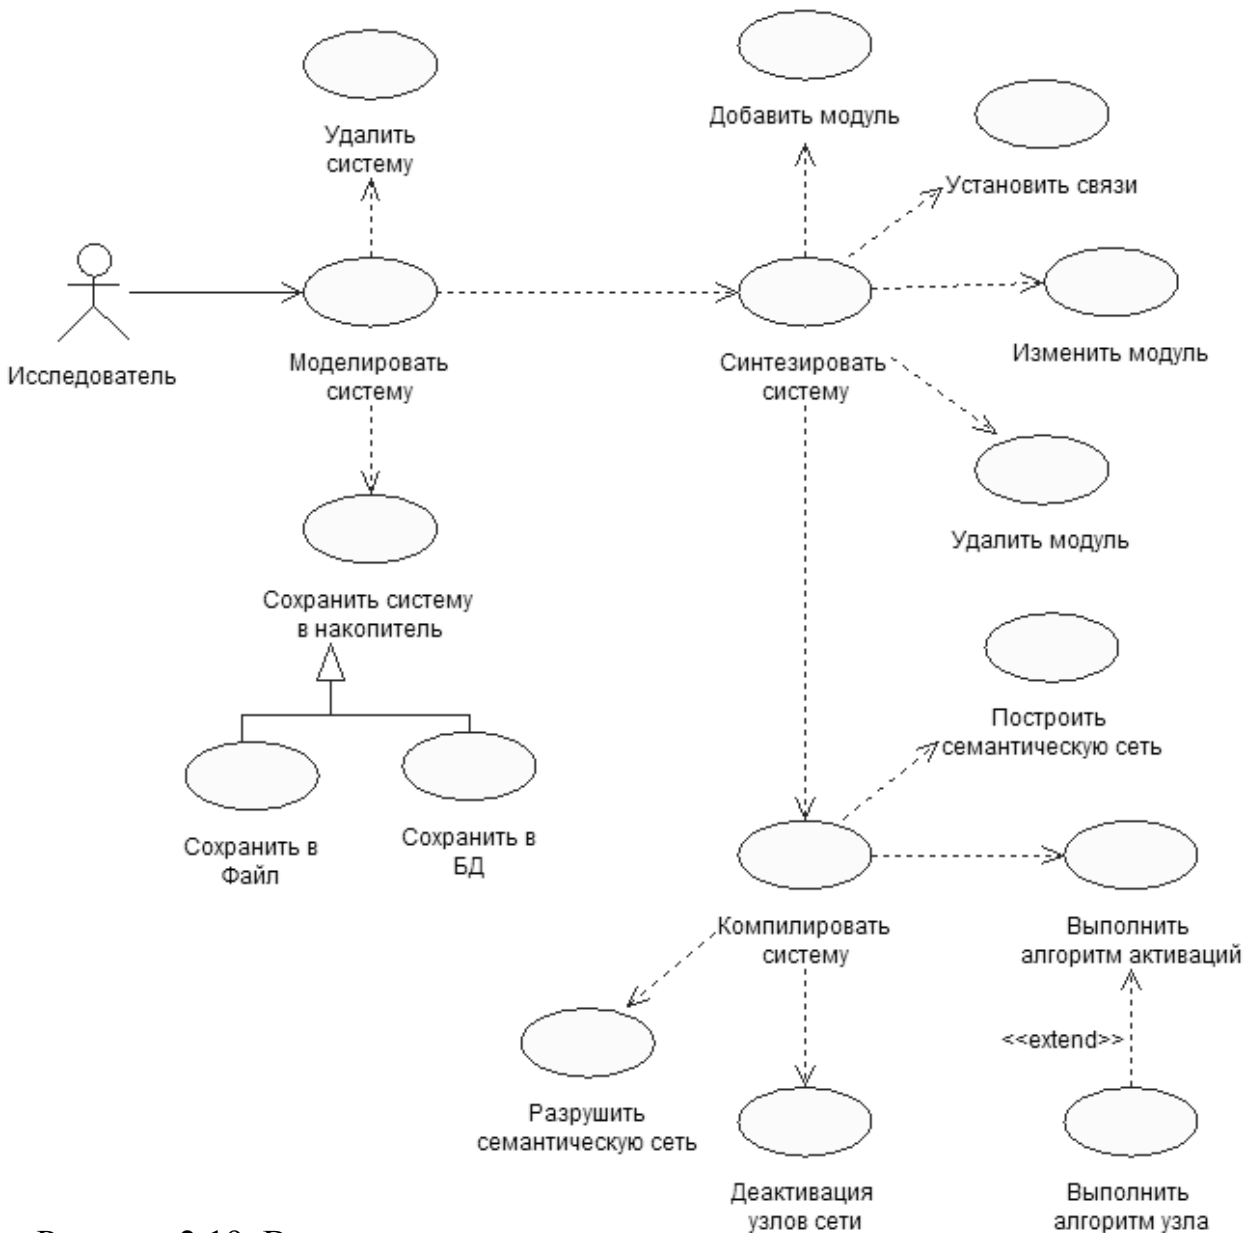 Удалить
систему
Добавить модуль
Установить связи
Исследователь
Моделировать
систему
Синтезировать
систему
Изменить модуль
Удалить модуль
Сохранить систему
в накопитель
Построить
семантическую сеть
Сохранить в
Файл
Сохранить в
БД
Компилировать
систему
Выполнить
алгоритм активаций
<<extend>>
Разрушить
семантическую сеть
Деактивация
узлов сети
Выполнить
алгоритм узла